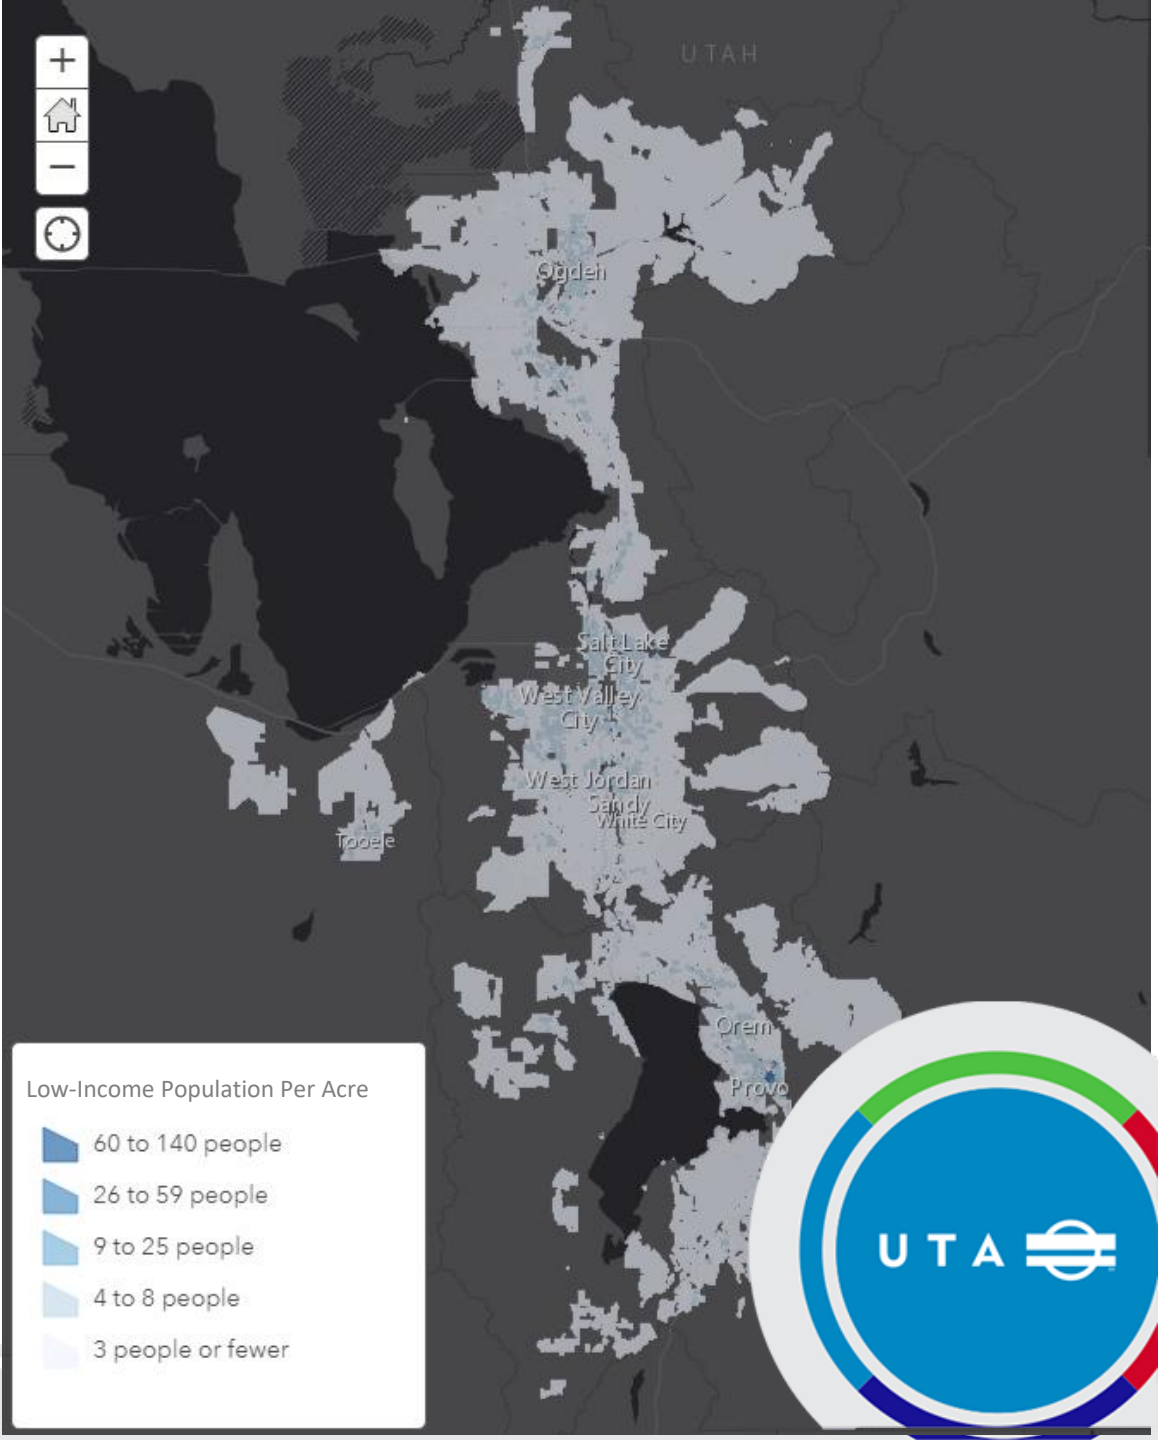 UTAH
Ogden
Salt Lake
City
West Valley
City
West Jordan
Sandy
White City
Tooele
Orem
Provo
Low-Income Population Per Acre
60 to 140 people
26 to 59 people
9 to 25 people
4 to 8 people
3 people or fewer
UTA